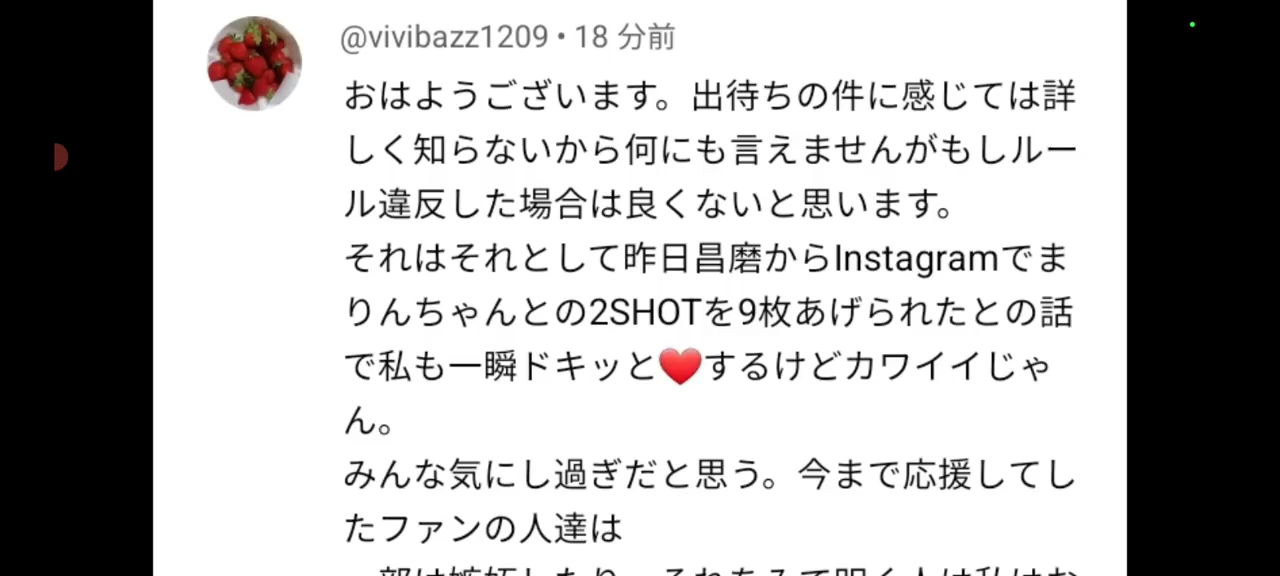 @vivibazz1209 • 18 分前
おはようございます。出待ちの件に感じては詳
しく知らないから何にも言えませんがもしルー
ル違反した場合は良くないと思います。
それはそれとして昨日昌磨からInstagramでま
りんちゃんとの2SHOTを9枚あげられたとの話
で私も一瞬ドキッと❤️するけどカワイイじゃ
ん。
みんな気にし過ぎだと思う。今まで応援してし
たファンの人達は